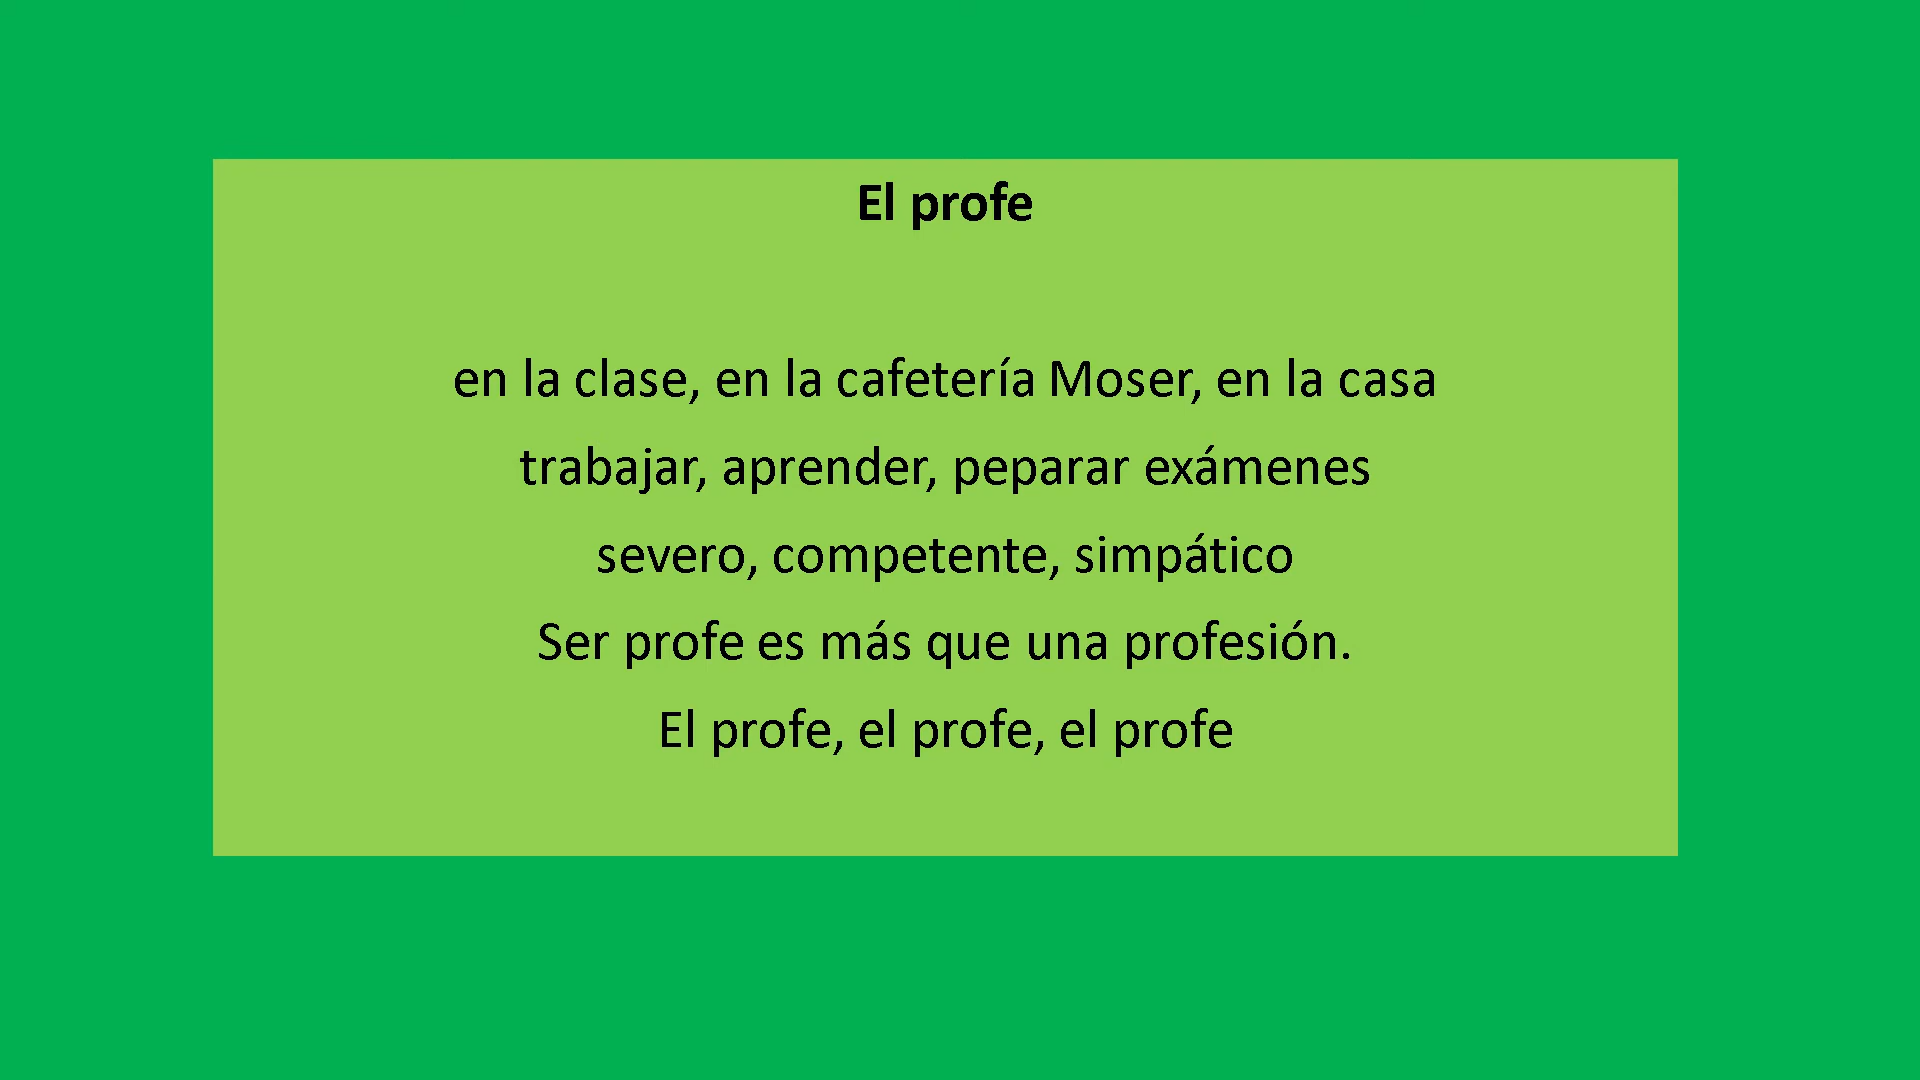 El profe
en la clase, en la cafetería Moser, en la casa
trabajar, aprender, peparar exámenes
severo, competente, simpático
Ser profe es más que una profesión.
El profe, el profe, el profe